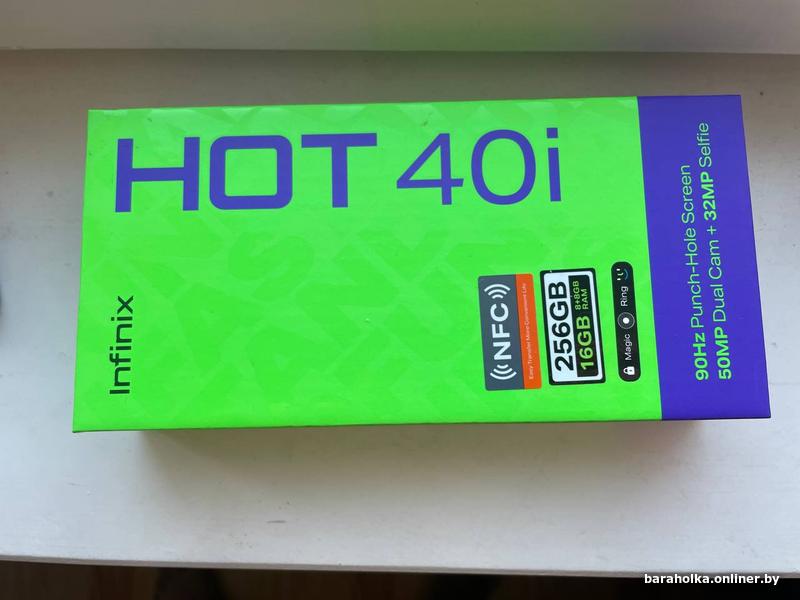 HOT 40i
Infinix
NFC
Easy Transfer More Convenient Life
256GB
16GB 8+8GB RAM
Magic Ring
90Hz Punch-Hole Screen
50MP Dual Cam + 32MP Selfie
baraholka.onliner.by